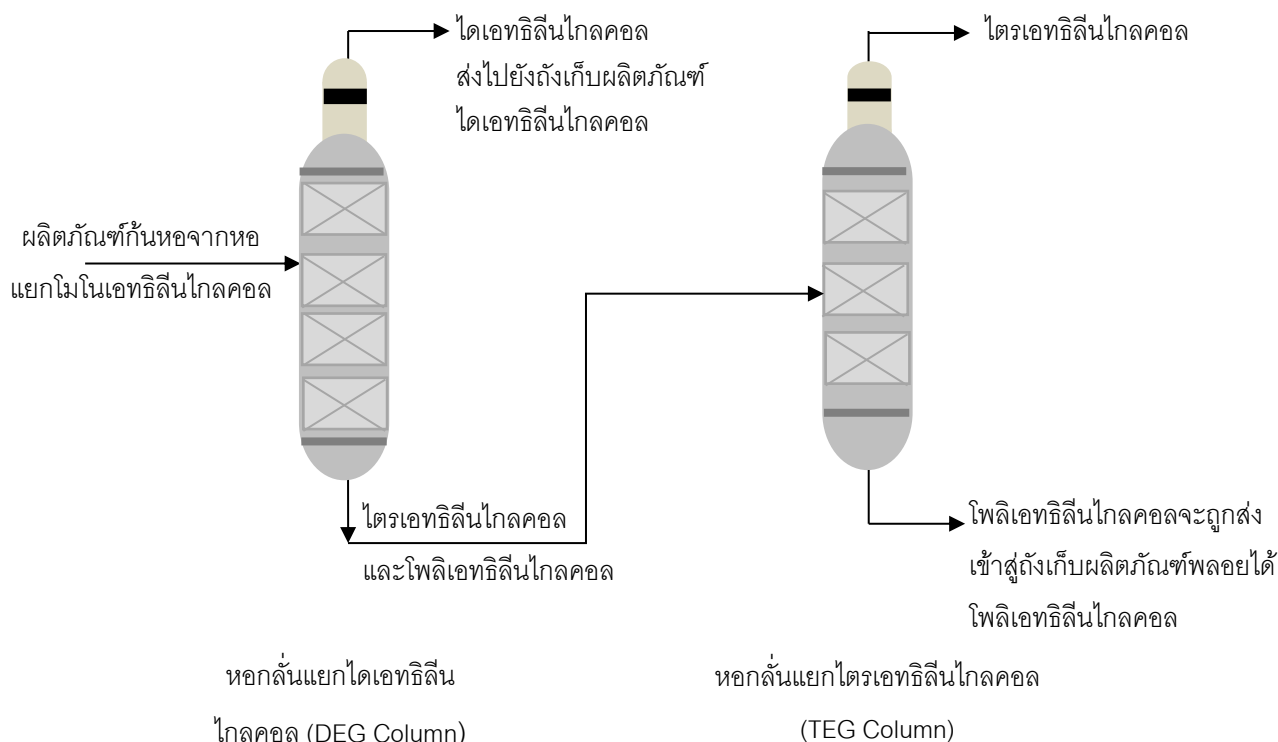 ไดเอทธิลีนไกลคอล
ส่งไปยังถังเก็บผลิตภัณฑ์
ไดเอทธิลีนไกลคอล
ไตรเอทธิลีนไกลคอล
ผลิตภัณฑ์ก้นหอจากหอ
แยกโมโนเอทธิลีนไกลคอล
ไตรเอทธิลีนไกลคอล
และโพลิเอทธิลีนไกลคอล
โพลิเอทธิลีนไกลคอลจะถูกส่ง
เข้าสู่ถังเก็บผลิตภัณฑ์พลอยได้
โพลิเอทธิลีนไกลคอล
หอกลั่นแยกไดเอทธิลีน
ไกลคอล (DEG Column)
หอกลั่นแยกไตรเอทธิลีนไกลคอล
(TEG Column)